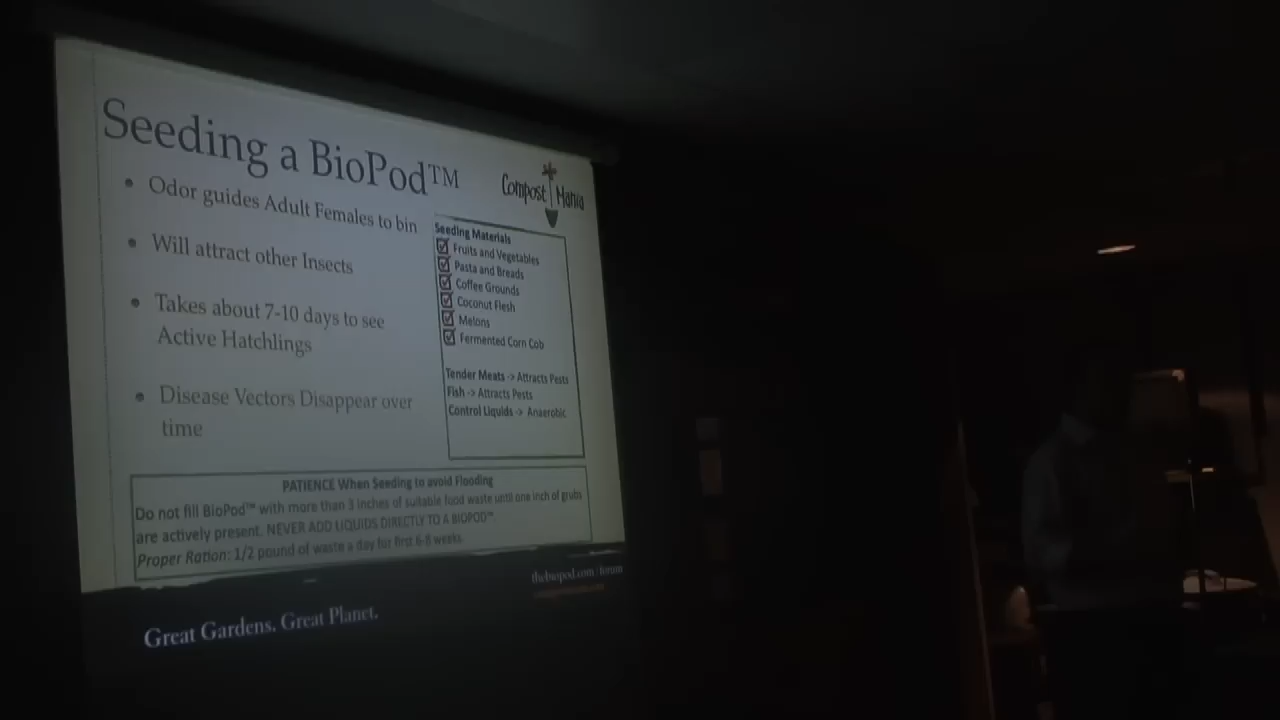 Seeding a BioPod™
Compost Mania
• Odor guides Adult Females to bin
• Will attract other Insects
• Takes about 7-10 days to see
Active Hatchlings
• Disease Vectors Disappear over
time
Seeding Materials
☑ Fruits and Vegetables
☑ Pasta and Breads
☑ Coffee Grounds
☑ Coconut Flesh
☑ Melons
☑ Fermented Corn Cob
Tender Meats -> Attracts Pests
Fish -> Attracts Pests
Control Liquids -> Anaerobic
PATIENCE When Seeding to avoid Flooding
Do not fill BioPod™ with more than 3 inches of suitable food waste until one inch of grubs
are actively present. NEVER ADD LIQUIDS DIRECTLY TO A BIOPOD™.
Proper Ration: 1/2 pound of waste a day for first 6-8 weeks.
thebiopod.com/forum
Great Gardens. Great Planet.